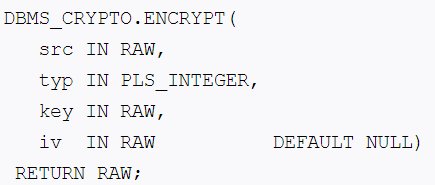 DBMS_CRYPTO.ENCRYPT(
   src IN RAW,
   typ IN PLS_INTEGER,
   key IN RAW,
   iv  IN RAW          DEFAULT NULL)
 RETURN RAW;